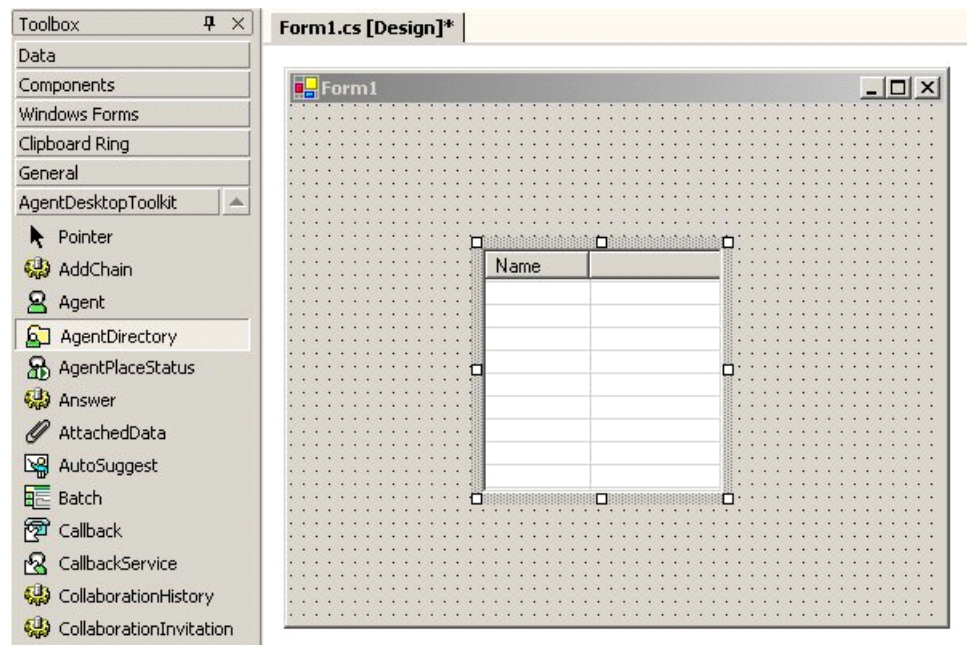 Toolbox
Data
Components
Windows Forms
Clipboard Ring
General
AgentDesktopToolkit
Pointer
AddChain
Agent
AgentDirectory
AgentPlaceStatus
Answer
AttachedData
AutoSuggest
Batch
Callback
CallbackService
CollaborationHistory
CollaborationInvitation
Form1.cs [Design]*
Form1
Name